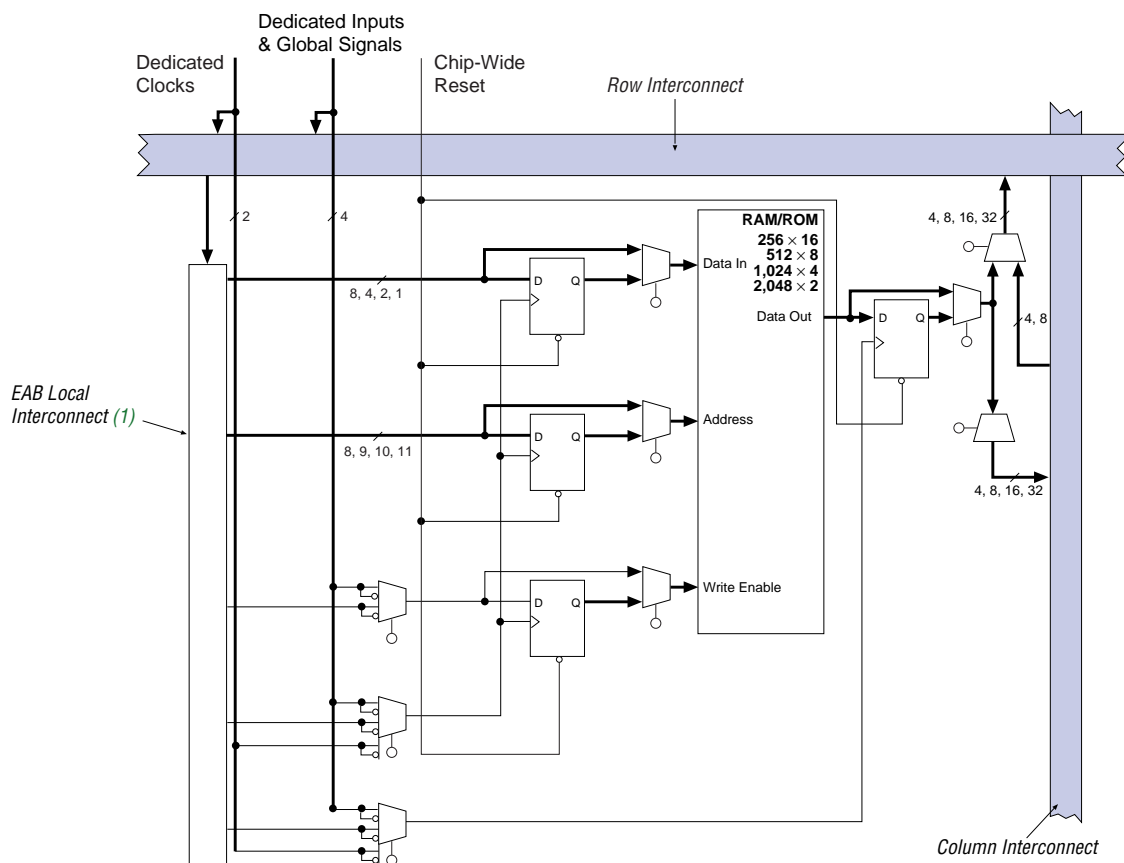 Dedicated Inputs
& Global Signals
Dedicated
Clocks
Chip-Wide
Reset
Row Interconnect
2
4
4, 8, 16, 32
RAM/ROM
256 × 16
512 × 8
1,024 × 4
2,048 × 2
Data In
D
Q
8, 4, 2, 1
Data Out
D
Q
4, 8
EAB Local
Interconnect (1)
D
Q
Address
8, 9, 10, 11
4, 8, 16, 32
D
Q
Write Enable
Column Interconnect